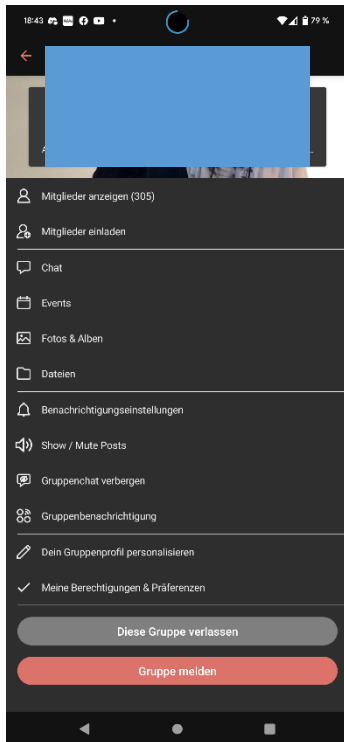 18:43
79 %
Mitglieder anzeigen (305)
Mitglieder einladen
Chat
Events
Fotos & Alben
Dateien
Benachrichtigungseinstellungen
Show / Mute Posts
Gruppenchat verbergen
Gruppenbenachrichtigung
Dein Gruppenprofil personalisieren
Meine Berechtigungen & Präferenzen
Diese Gruppe verlassen
Gruppe melden